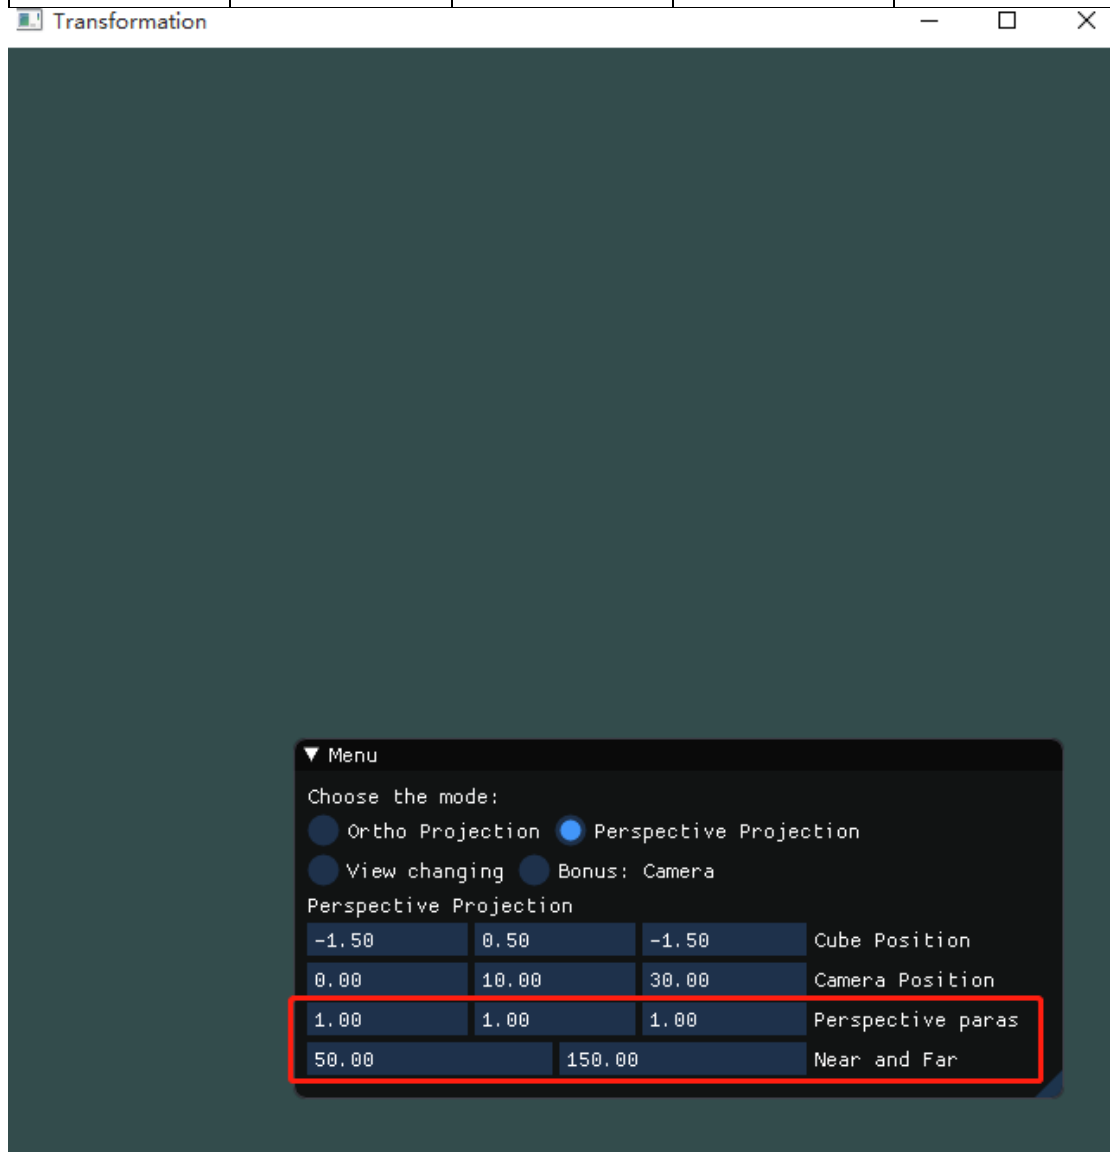 Transformation
Menu
Choose the mode:
Ortho Projection Perspective Projection
View changing Bonus: Camera
Perspective Projection
-1.50 0.50 -1.50 Cube Position
0.00 10.00 30.00 Camera Position
1.00 1.00 1.00 Perspective paras
50.00 150.00 Near and Far